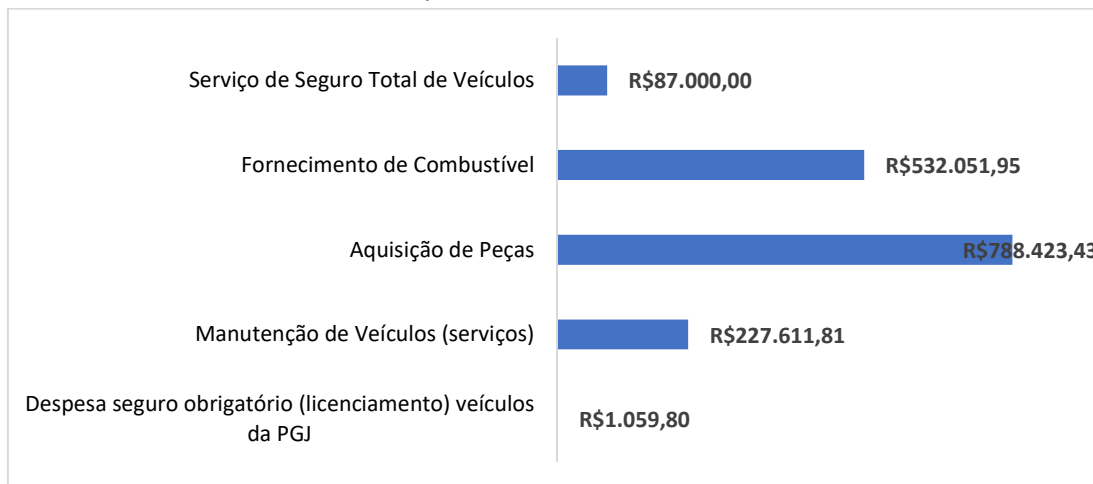 Serviço de Seguro Total de Veículos
R$87.000,00
Fornecimento de Combustível
R$532.051,95
Aquisição de Peças
R$788.423,43
Manutenção de Veículos (serviços)
R$227.611,81
Despesa seguro obrigatório (licenciamento) veículos
da PGJ
R$1.059,80